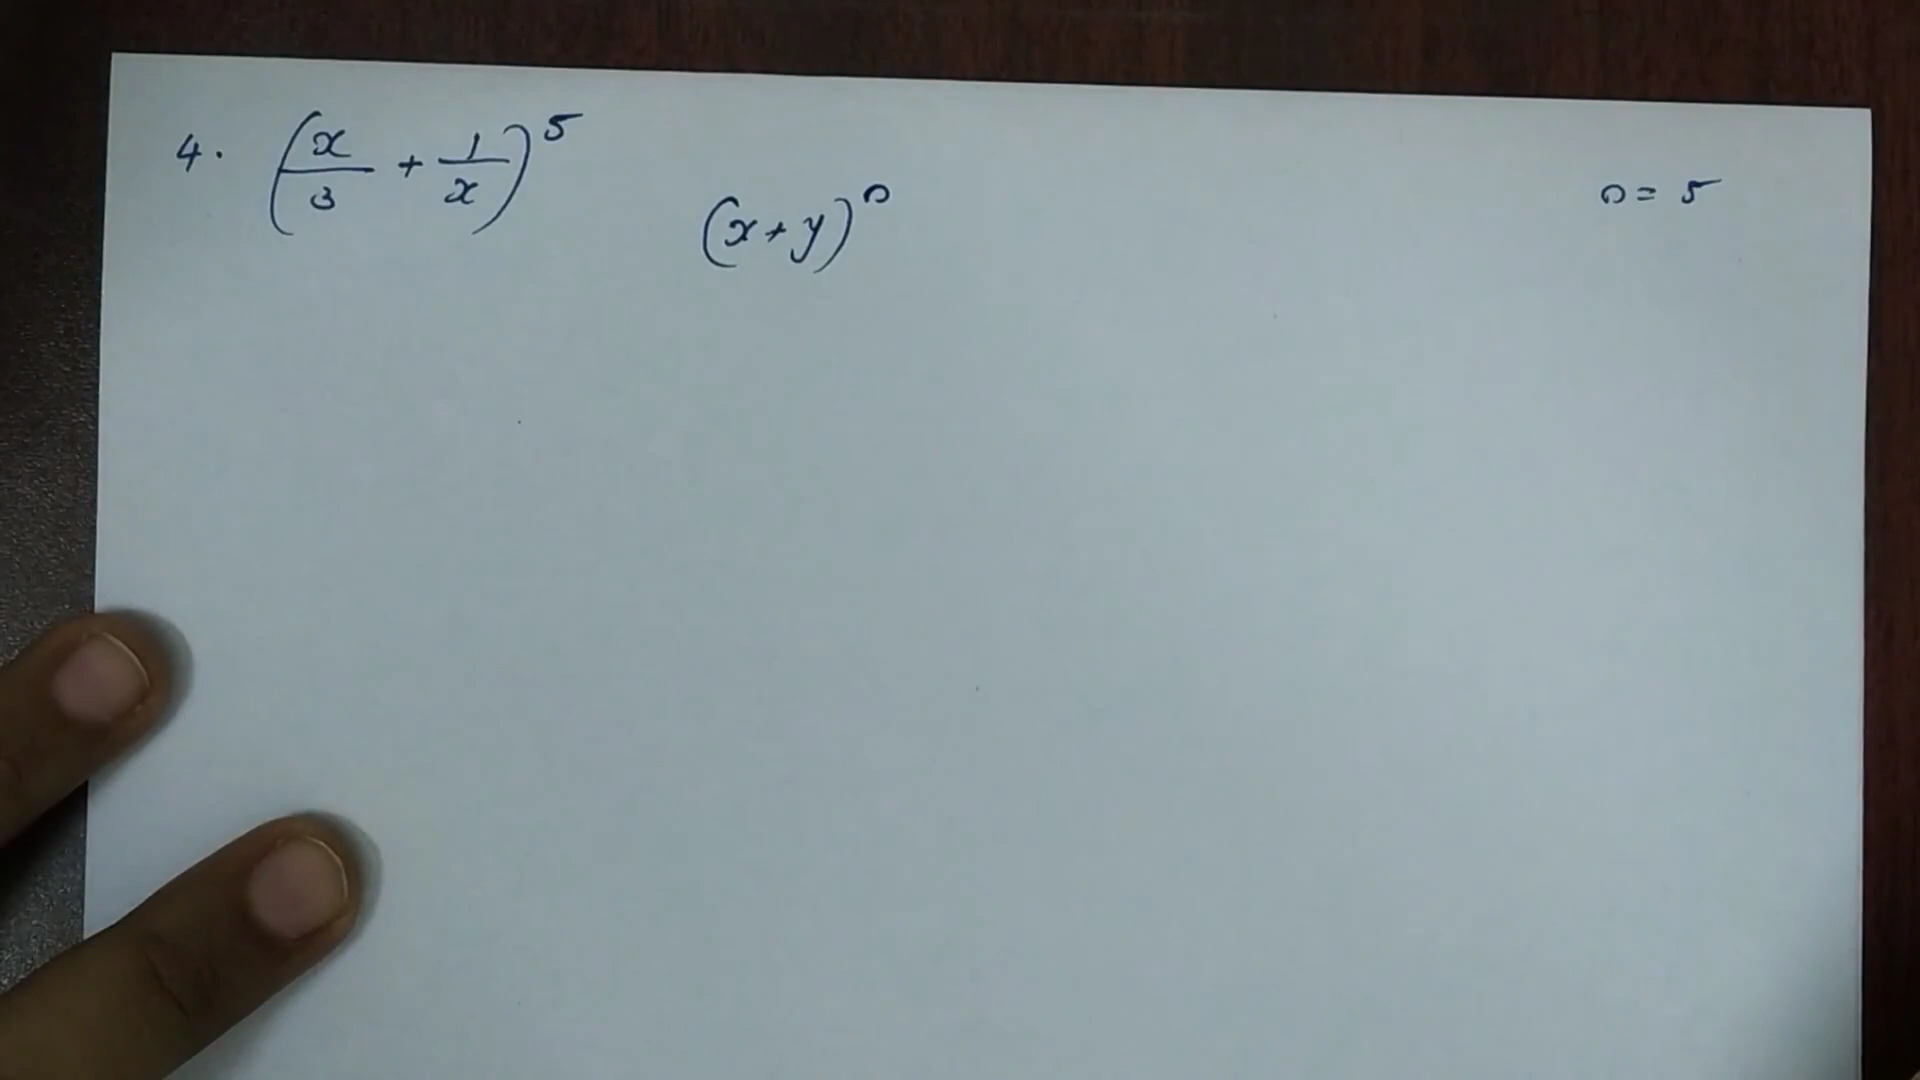 4. (x/3 + 1/x)^5
(x+y)^n
n = 5